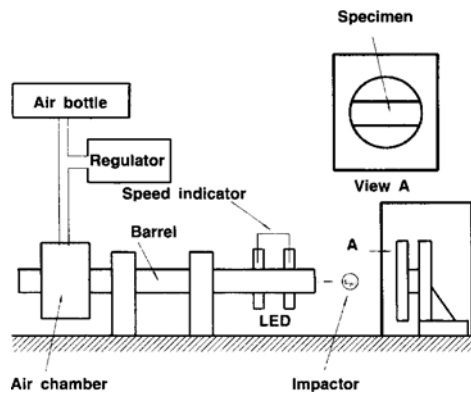 Specimen
Air bottle
Regulator
View A
Speed indicator
Barrel
A
LED
Air chamber
Impactor